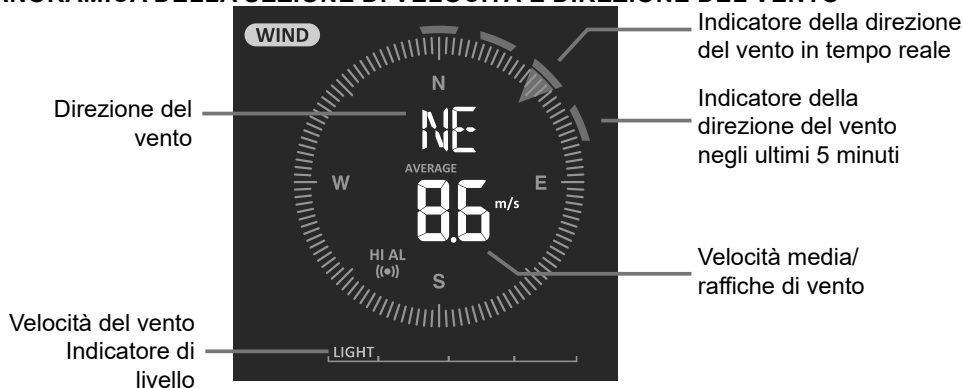 WIND
Indicatore della direzione
del vento in tempo reale
Direzione del
vento
N
NE
Indicatore della
direzione del vento
negli ultimi 5 minuti
AVERAGE
W
E
8.6 m/s
HI AL
S
Velocità media/
raffiche di vento
Velocità del vento
Indicatore di
livello
LIGHT